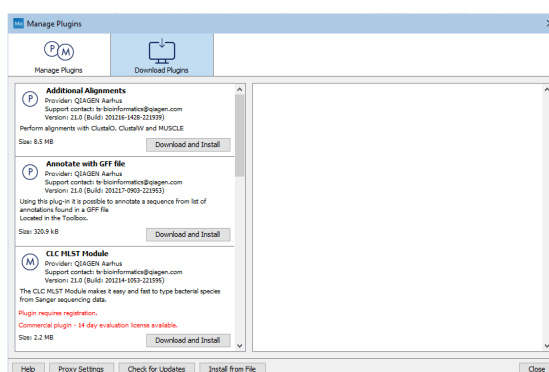 Manage Plugins
Manage Plugins
Download Plugins
Additional Alignments
Provider: QIAGEN Aarhus
Support contact: ts-bioinformatics@qiagen.com
Version: 21.0 (Build: 201216-1428-221939)
Perform alignments with ClustalO, ClustalW and MUSCLE
Size: 8.5 MB
Download and Install
Annotate with GFF file
Provider: QIAGEN Aarhus
Support contact: ts-bioinformatics@qiagen.com
Version: 21.0 (Build: 201217-0903-221953)
Using this plug-in it is possible to annotate a sequence from list of
annotations found in a GFF file
Located in the Toolbox.
Size: 320.9 kB
Download and Install
CLC MLST Module
Provider: QIAGEN Aarhus
Support contact: ts-bioinformatics@qiagen.com
Version: 21.0 (Build: 201214-1053-221595)
The CLC MLST Module makes it easy and fast to type bacterial species
from Sanger sequencing data.
Plugin requires registration.
Commercial plugin - 14 day evaluation license available.
Size: 2.2 MB
Download and Install
Help
Proxy Settings
Check for Updates
Install from File
Close